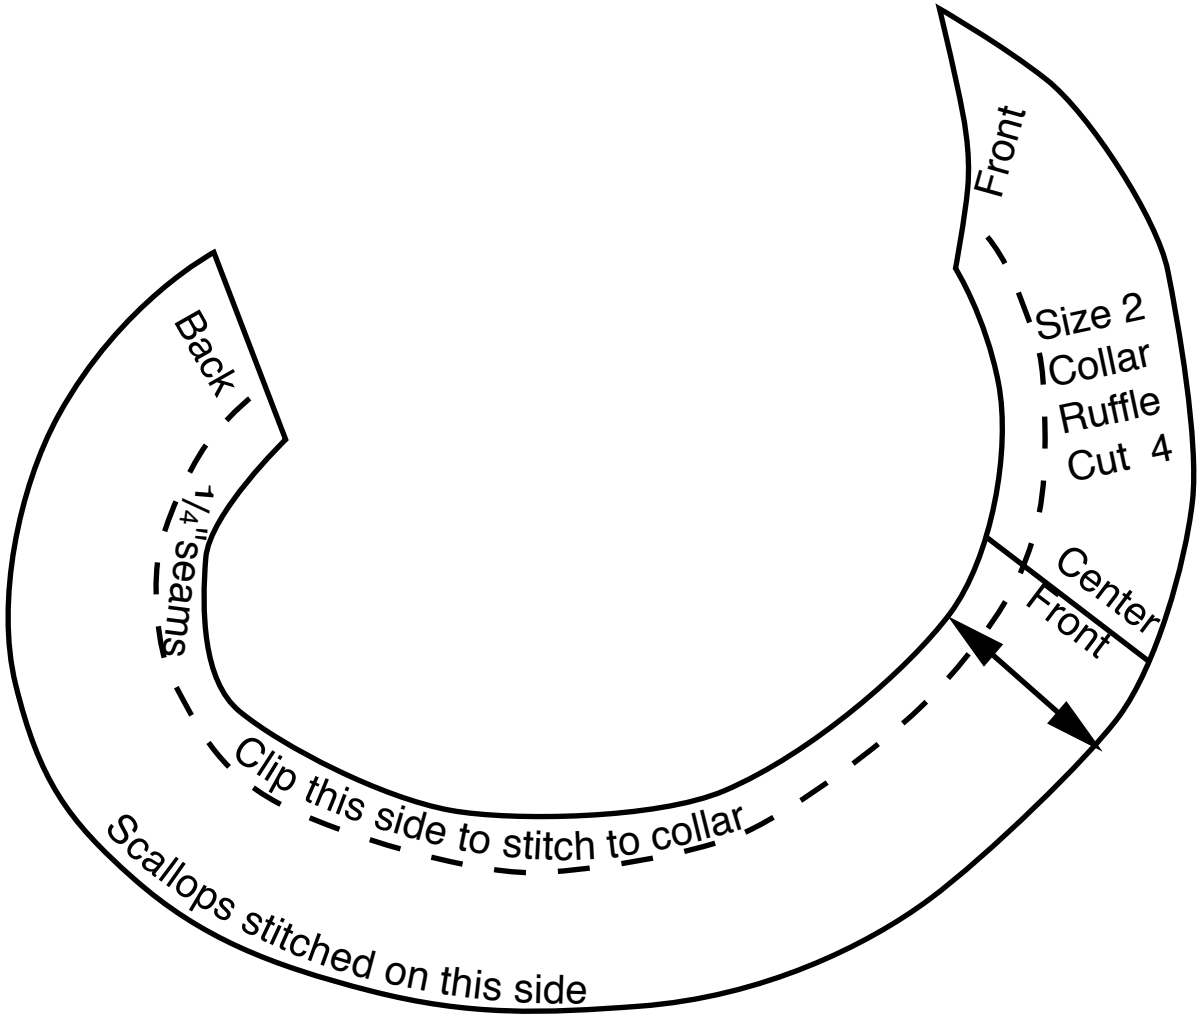 Front
Size 2
Collar
Ruffle
Cut 4
Center
Front
Back
1/4"seams
Clip this side to stitch to collar
Scallops stitched on this side